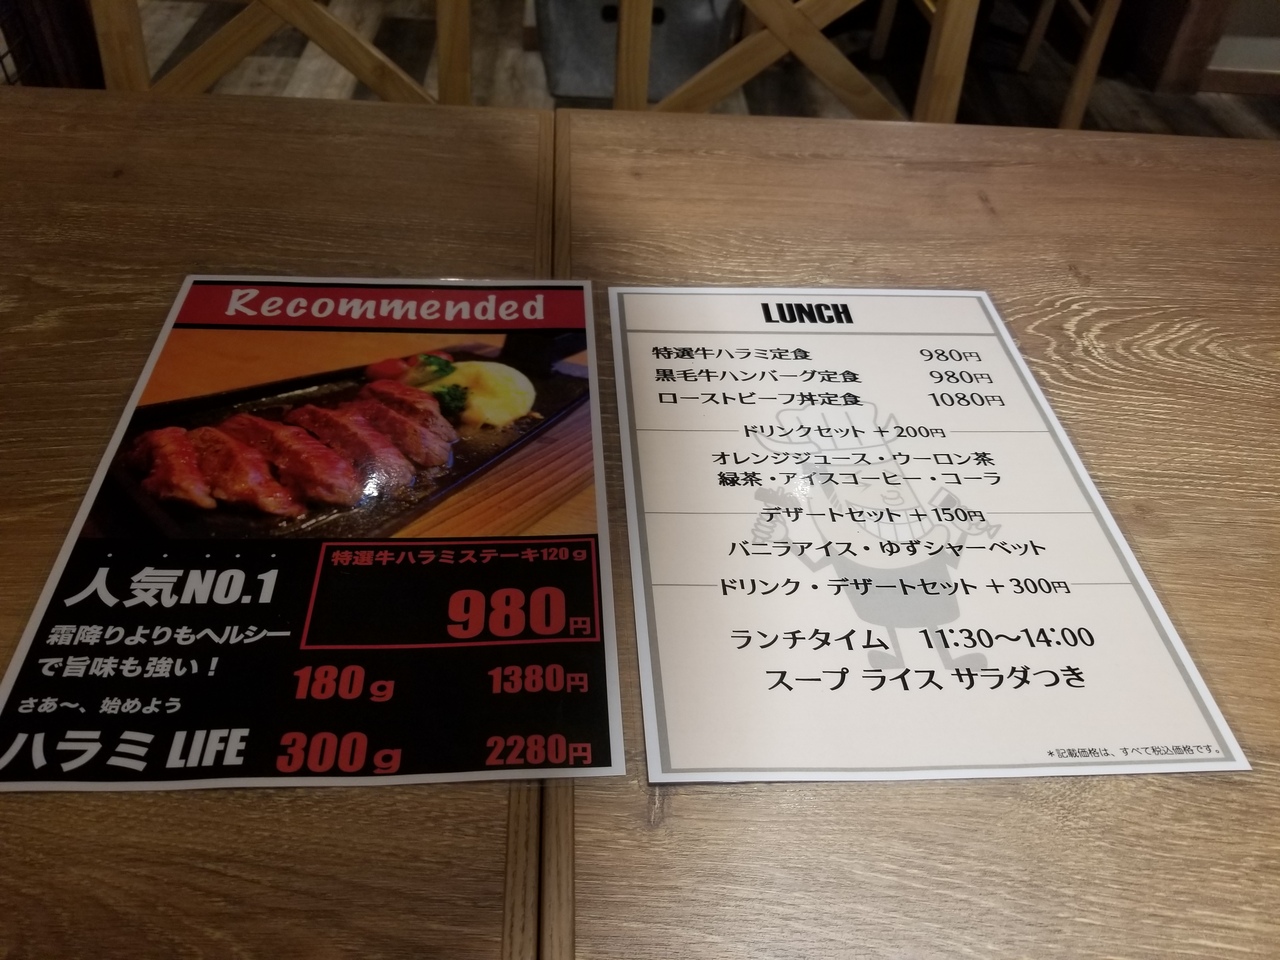 Recommended
人気NO.1
霜降りよりもヘルシー
で旨味も強い！
さあ〜、始めよう
ハラミ LIFE
特選牛ハラミステーキ120g
980円
180g 1380円
300g 2280円
LUNCH
特選牛ハラミ定食 980円
黒毛牛ハンバーグ定食 980円
ローストビーフ丼定食 1080円
ドリンクセット +200円
オレンジジュース・ウーロン茶
緑茶・アイスコーヒー・コーラ
デザートセット +150円
バニラアイス・ゆずシャーベット
ドリンク・デザートセット +300円
ランチタイム 11:30〜14:00
スープ ライス サラダつき
*記載価格は、すべて税込価格です。